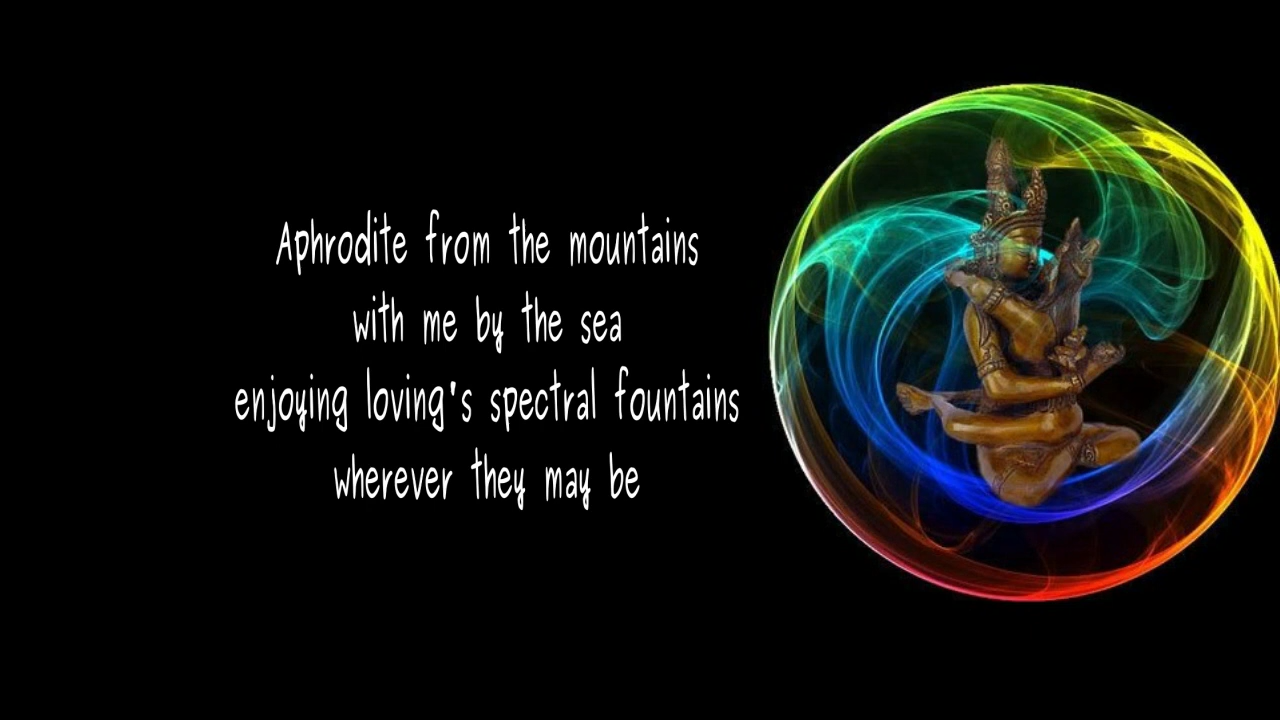 Aphrodite from the mountains
with me by the sea
enjoying loving's spectral fountains
wherever they may be